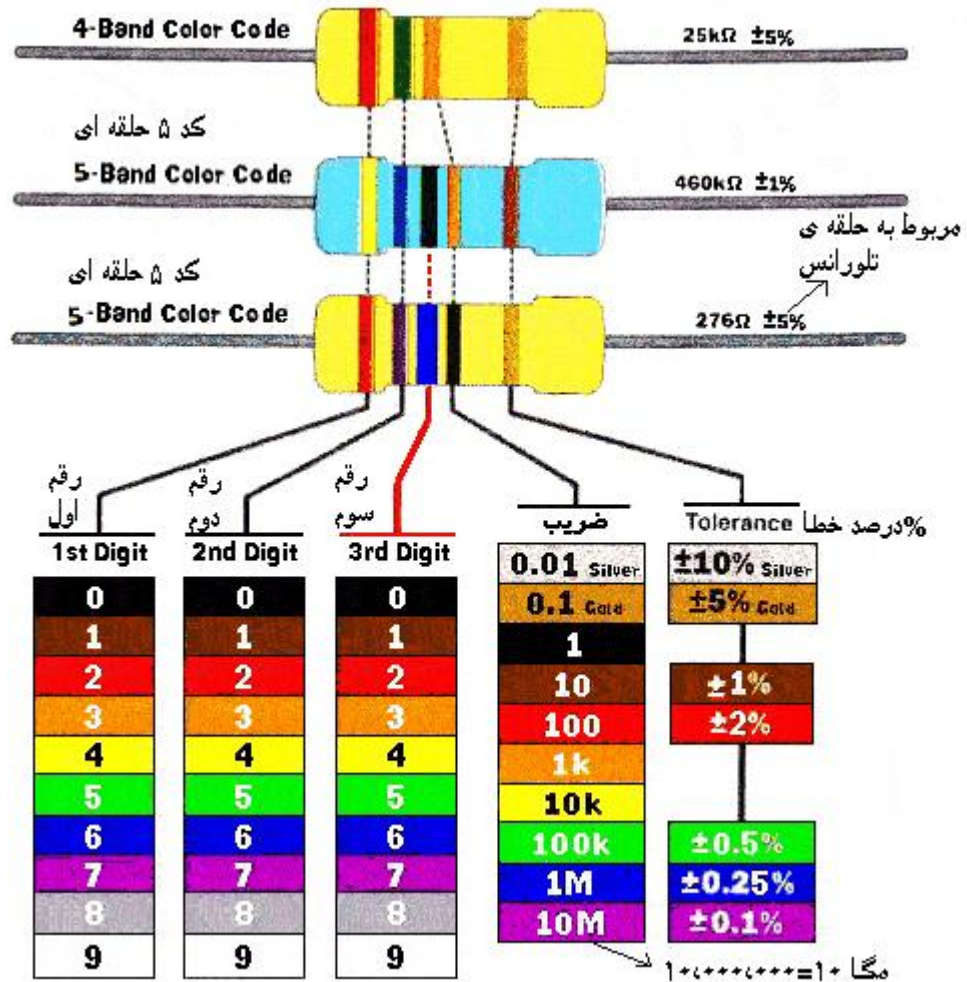 4-Band Color Code
25kΩ ±5%
کد ۵ حلقه ای
5-Band Color Code
460kΩ ±1%
مربوط به حلقه ی
تلورانس
کد ۵ حلقه ای
5-Band Color Code
276Ω ±5%
رقم
اول
1st Digit
0
1
2
3
4
5
6
7
8
9
رقم
دوم
2nd Digit
0
1
2
3
4
5
6
7
8
9
رقم
سوم
3rd Digit
0
1
2
3
4
5
6
7
8
9
ضریب
0.01 Silver
0.1 Gold
1
10
100
1k
10k
100k
1M
10M
Tolerance درصد خطا%
±10% Silver
±5% Gold
±1%
±2%
±0.5%
±0.25%
±0.1%
۱۰،۰۰۰،۰۰۰=۱۰ مگا